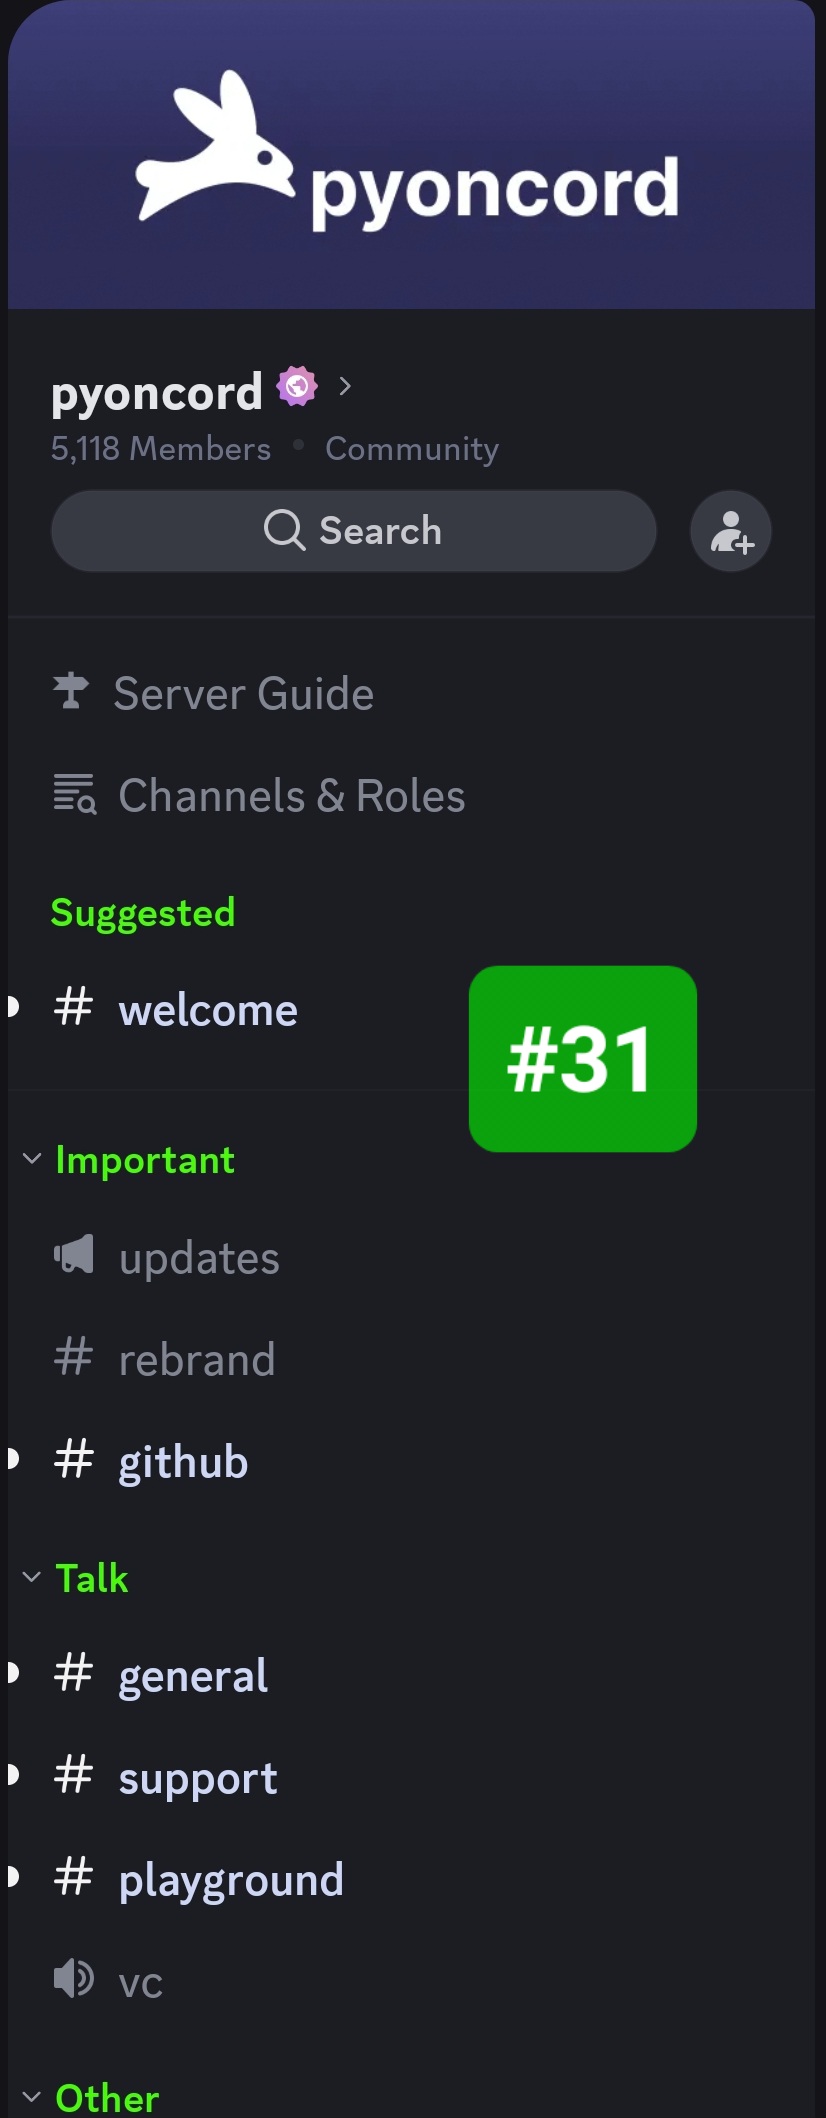 pyoncord
pyoncord
5,118 Members • Community
Search
Server Guide
Channels & Roles
Suggested
# welcome
#31
Important
updates
# rebrand
# github
Talk
# general
# support
# playground
vc
Other